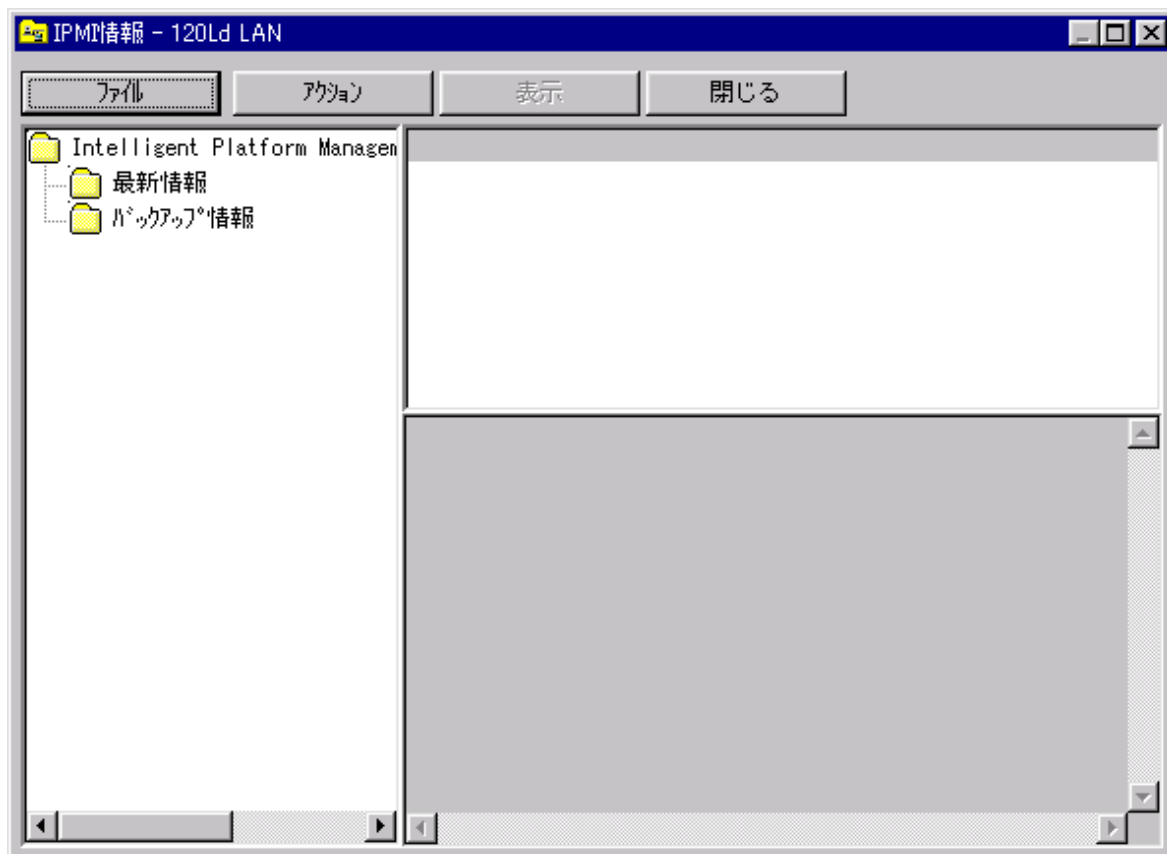 IPMI情報 - 120Ld LAN
ﾌｧｲﾙ
ｱｸｼｮﾝ
表示
閉じる
Intelligent Platform Managem
最新情報
ﾊﾞｯｸｱｯﾌﾟ情報